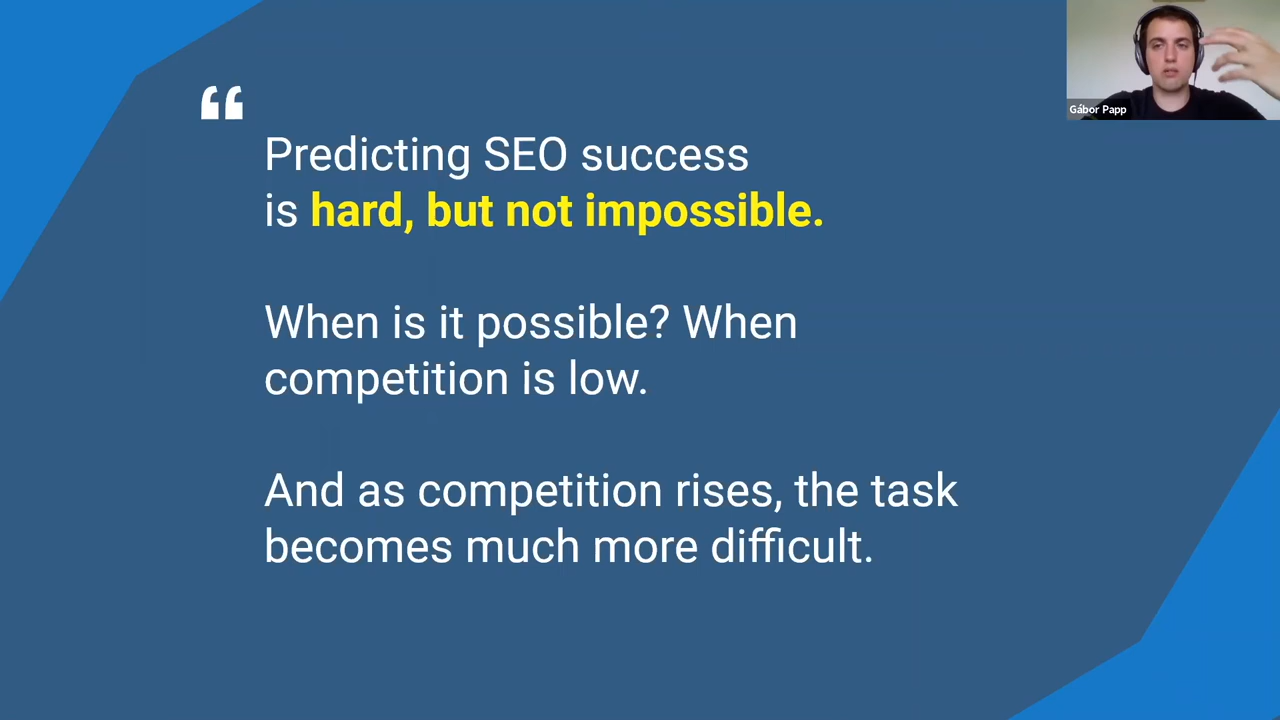 Gábor Papp
“
Predicting SEO success
is hard, but not impossible.
When is it possible? When
competition is low.
And as competition rises, the task
becomes much more difficult.